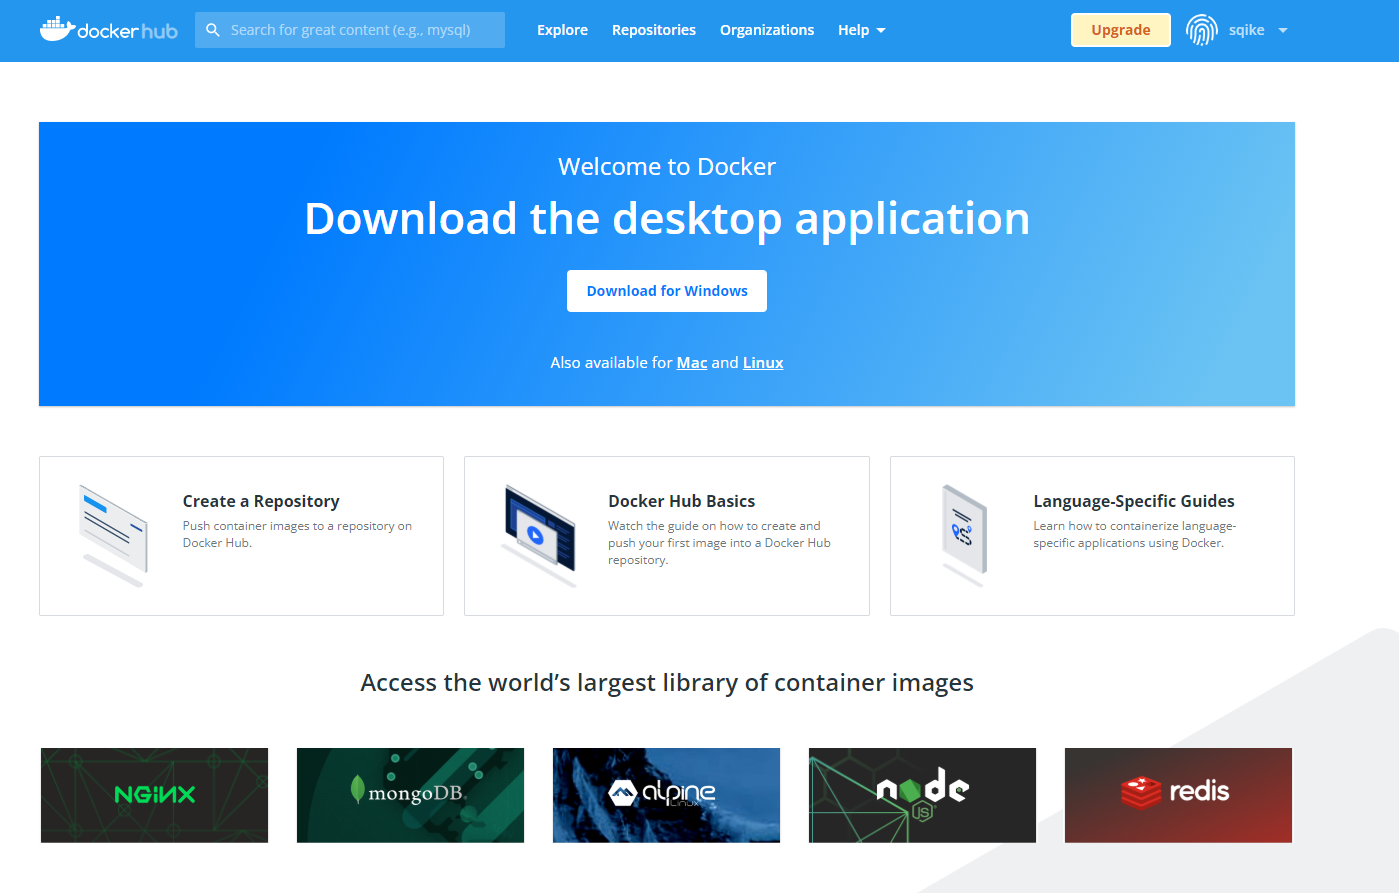 docker hub
Search for great content (e.g., mysql)
Explore
Repositories
Organizations
Help
Upgrade
sqike
Welcome to Docker
Download the desktop application
Download for Windows
Also available for Mac and Linux
Create a Repository
Push container images to a repository on
Docker Hub.
Docker Hub Basics
Watch the guide on how to create and
push your first image into a Docker Hub
repository.
Language-Specific Guides
Learn how to containerize language-
specific applications using Docker.
Access the world's largest library of container images
NGINX
mongoDB.
alpine
Linux
node
JS
redis